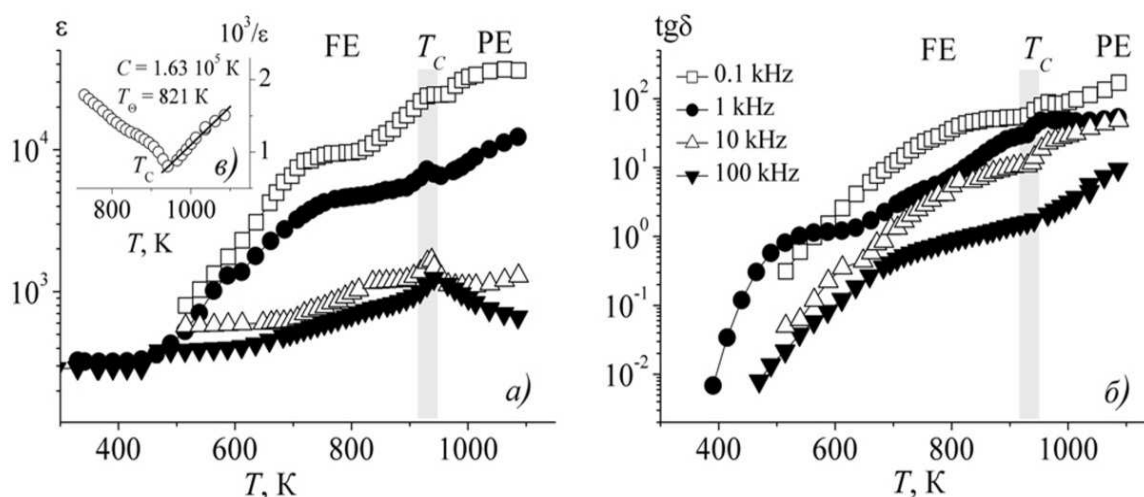 ε
10³/ε
FE
T_C
PE
C = 1.63 10⁵ K
T_Θ = 821 K
2
1
T_C
в)
800
1000
T, K
10⁴
10³
а)
400
600
800
1000
T, K
tgδ
FE
T_C
PE
0.1 kHz
1 kHz
10 kHz
100 kHz
10²
10¹
10⁰
10⁻¹
10⁻²
б)
400
600
800
1000
T, K